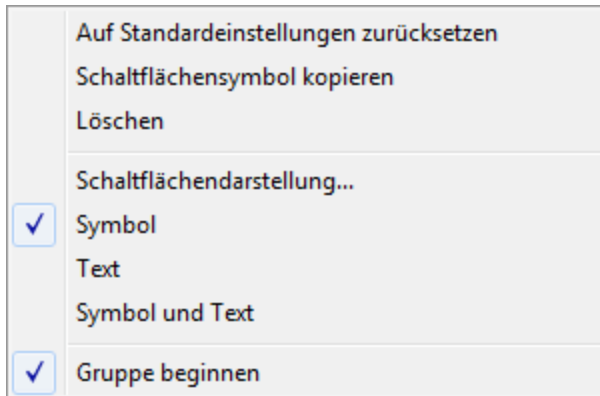 Auf Standardeinstellungen zurücksetzen
Schaltflächensymbol kopieren
Löschen
Schaltflächendarstellung...
Symbol
Text
Symbol und Text
Gruppe beginnen